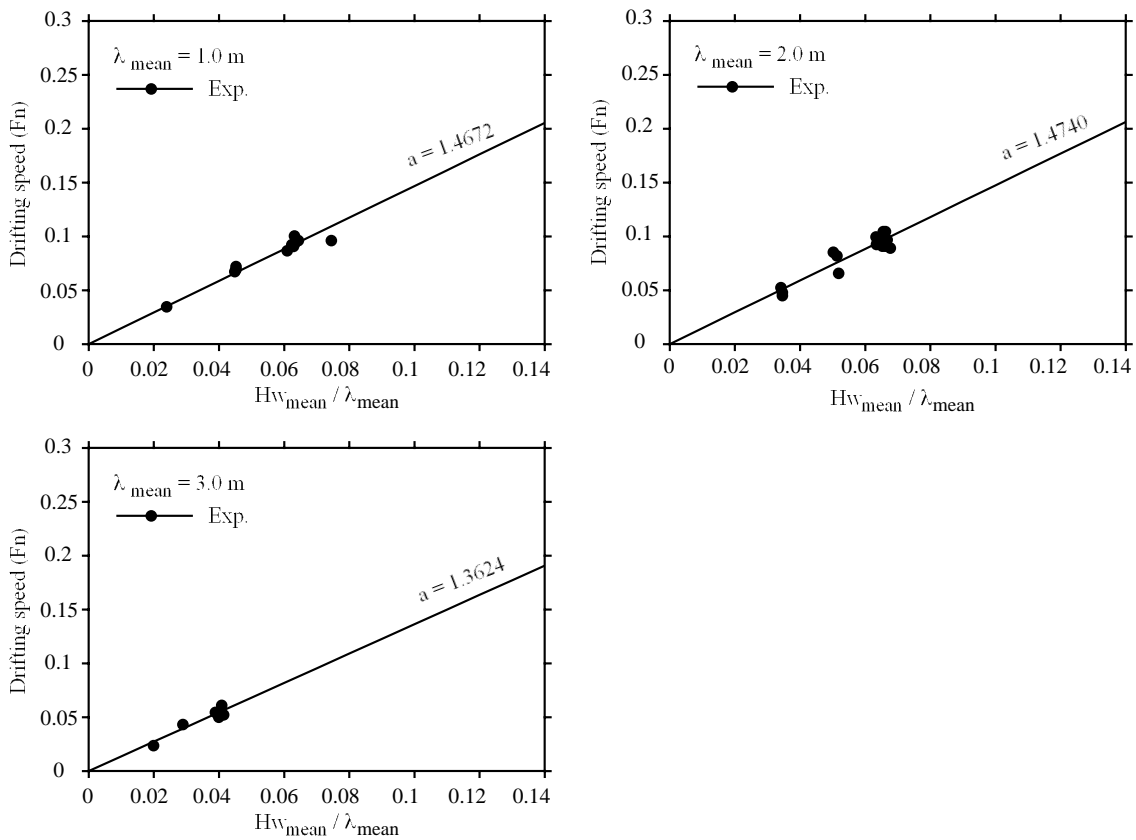 0.3
0.25
0.2
0.15
0.1
0.05
0
Drifting speed (Fn)
λ mean = 1.0 m
Exp.
a = 1.4672
0 0.02 0.04 0.06 0.08 0.1 0.12 0.14
Hwmean / λmean
0.3
0.25
0.2
0.15
0.1
0.05
0
Drifting speed (Fn)
λ mean = 2.0 m
Exp.
a = 1.4740
0 0.02 0.04 0.06 0.08 0.1 0.12 0.14
Hwmean / λmean
0.3
0.25
0.2
0.15
0.1
0.05
0
Drifting speed (Fn)
λ mean = 3.0 m
Exp.
a = 1.3624
0 0.02 0.04 0.06 0.08 0.1 0.12 0.14
Hwmean / λmean